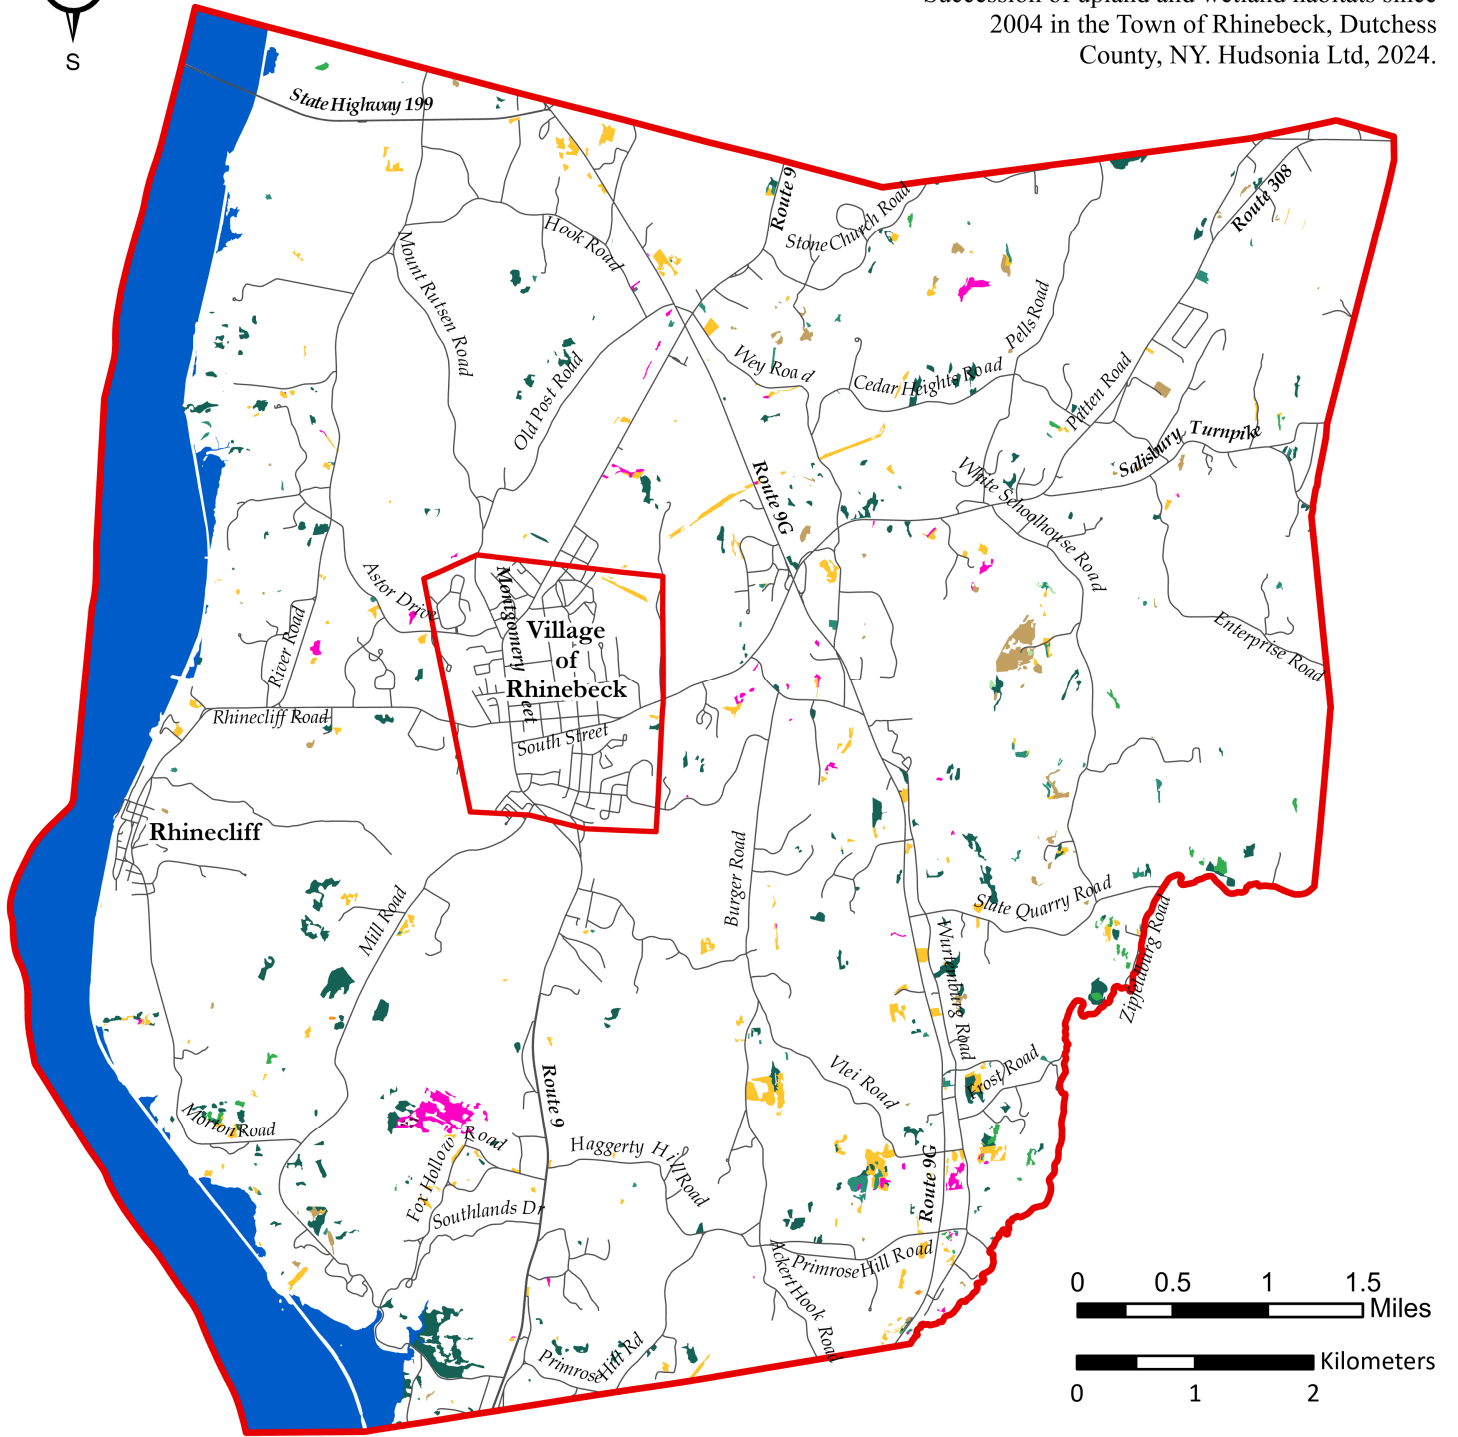 Succession of upland and wetland habitats since
2004 in the Town of Rhinebeck, Dutchess
County, NY. Hudsonia Ltd, 2024.
S
State Highway 199
Route 9
Stone Church Road
Route 308
Hook Road
Mount Rutsen Road
Pells Road
Old Post Road
Wey Road
Cedar Heights Road
Patten Road
Salisbury Turnpike
Route 9G
White Schoolhouse Road
Astor Drive
Montgomery
eet
Village
of
Rhinebeck
Enterprise Road
River Road
Rhinecliff Road
South Street
Rhinecliff
Burger Road
Mill Road
Slate Quarry Road
Wurtemburg Road
Zipfeldburg Road
Vlei Road
Frost Road
Route 9
Morton Road
Fox Hollow Road
Haggerty Hill Road
Route 9G
Southlands Dr
Primrose Hill Road
Ackert Hook Road
Primrose Hill Rd
0 0.5 1 1.5
Miles
Kilometers
0 1 2